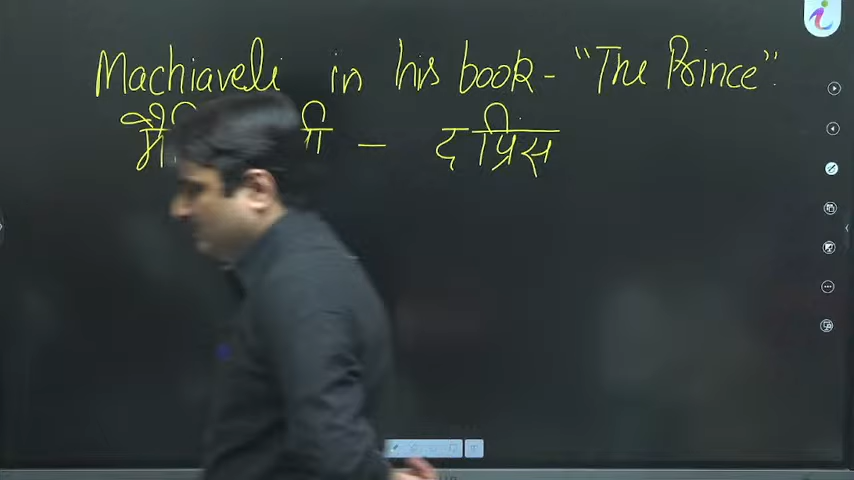 Machiaveli in his book - "The Prince".
- द प्रिंस